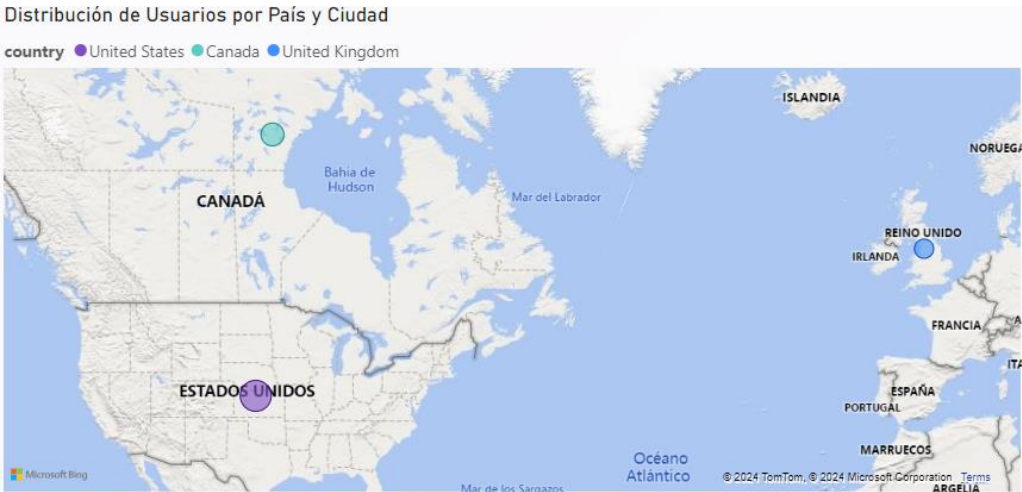 Distribución de Usuarios por País y Ciudad
country United States Canada United Kingdom
ISLANDIA
NORUEGA
Bahía de
Hudson
Mar del Labrador
CANADÁ
REINO UNIDO
IRLANDA
FRANCIA
ITA
ESTADOS UNIDOS
ESPAÑA
PORTUGAL
MARRUECOS
Océano
Atlántico
Microsoft Bing
© 2024 TomTom, © 2024 Microsoft Corporation Terms
Mar de los Sargazos
ARGELIA